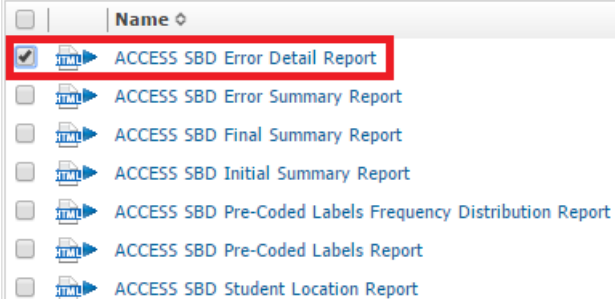 Name
ACCESS SBD Error Detail Report
ACCESS SBD Error Summary Report
ACCESS SBD Final Summary Report
ACCESS SBD Initial Summary Report
ACCESS SBD Pre-Coded Labels Frequency Distribution Report
ACCESS SBD Pre-Coded Labels Report
ACCESS SBD Student Location Report